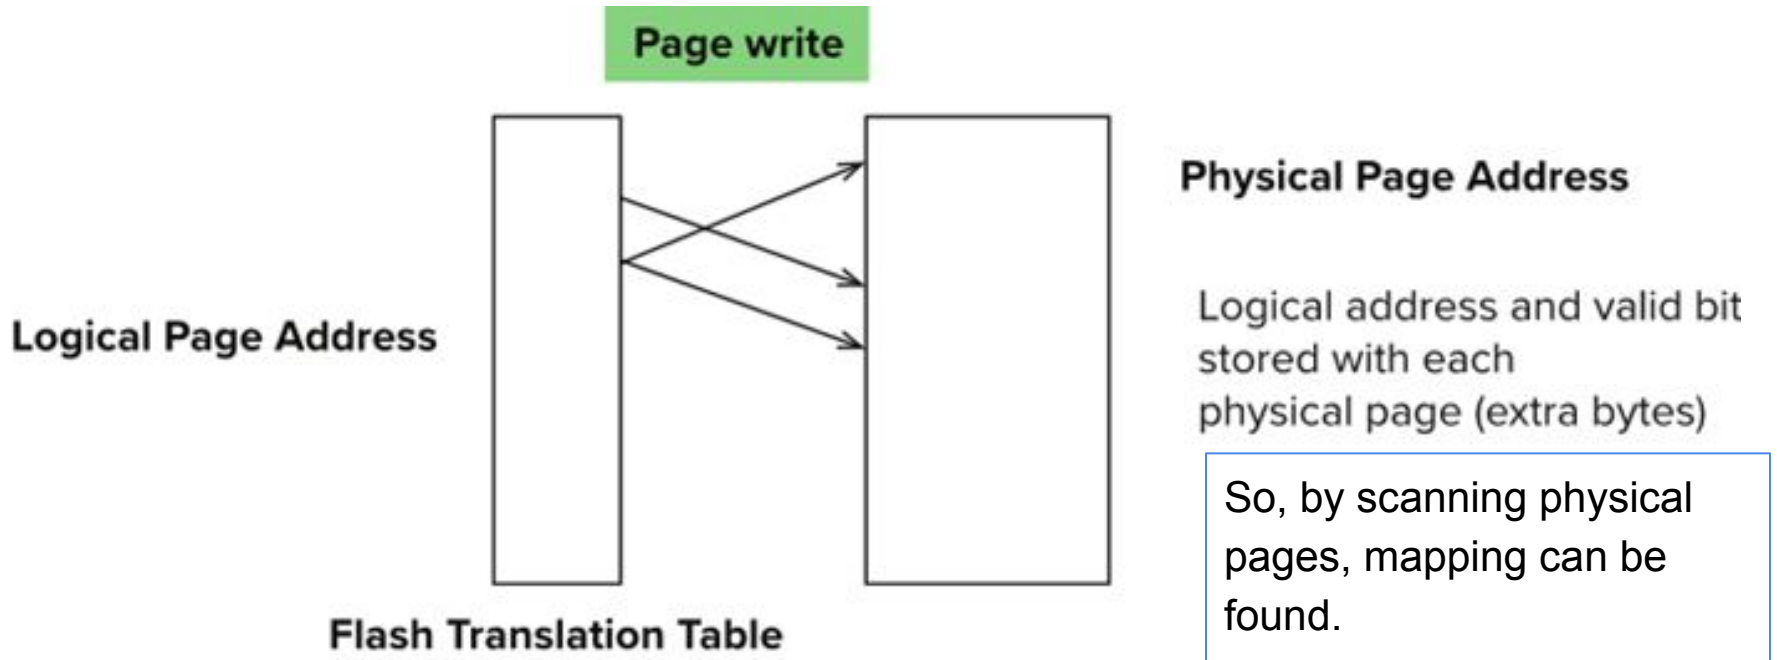 Page write
Physical Page Address
Logical Page Address
Logical address and valid bit
stored with each
physical page (extra bytes)
So, by scanning physical
pages, mapping can be
found.
Flash Translation Table